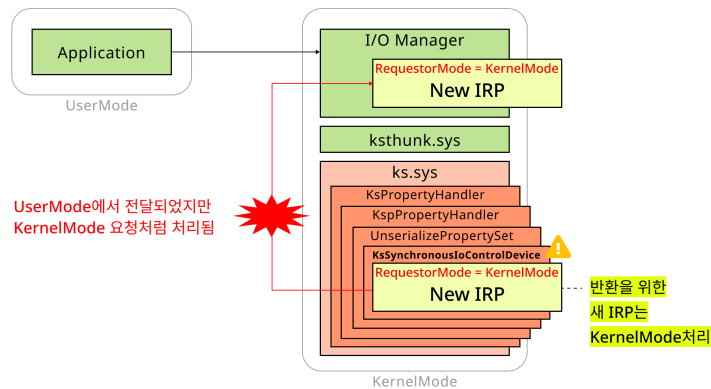 Application
UserMode
I/O Manager
RequestorMode = KernelMode
New IRP
ksthunk.sys
ks.sys
KsPropertyHandler
KspPropertyHandler
UnserializePropertySet
KsSynchronousIoControlDevice
RequestorMode = KernelMode
New IRP
UserMode에서 전달되었지만
KernelMode 요청처럼 처리됨
반환을 위한
새 IRP는
KernelMode처리
KernelMode